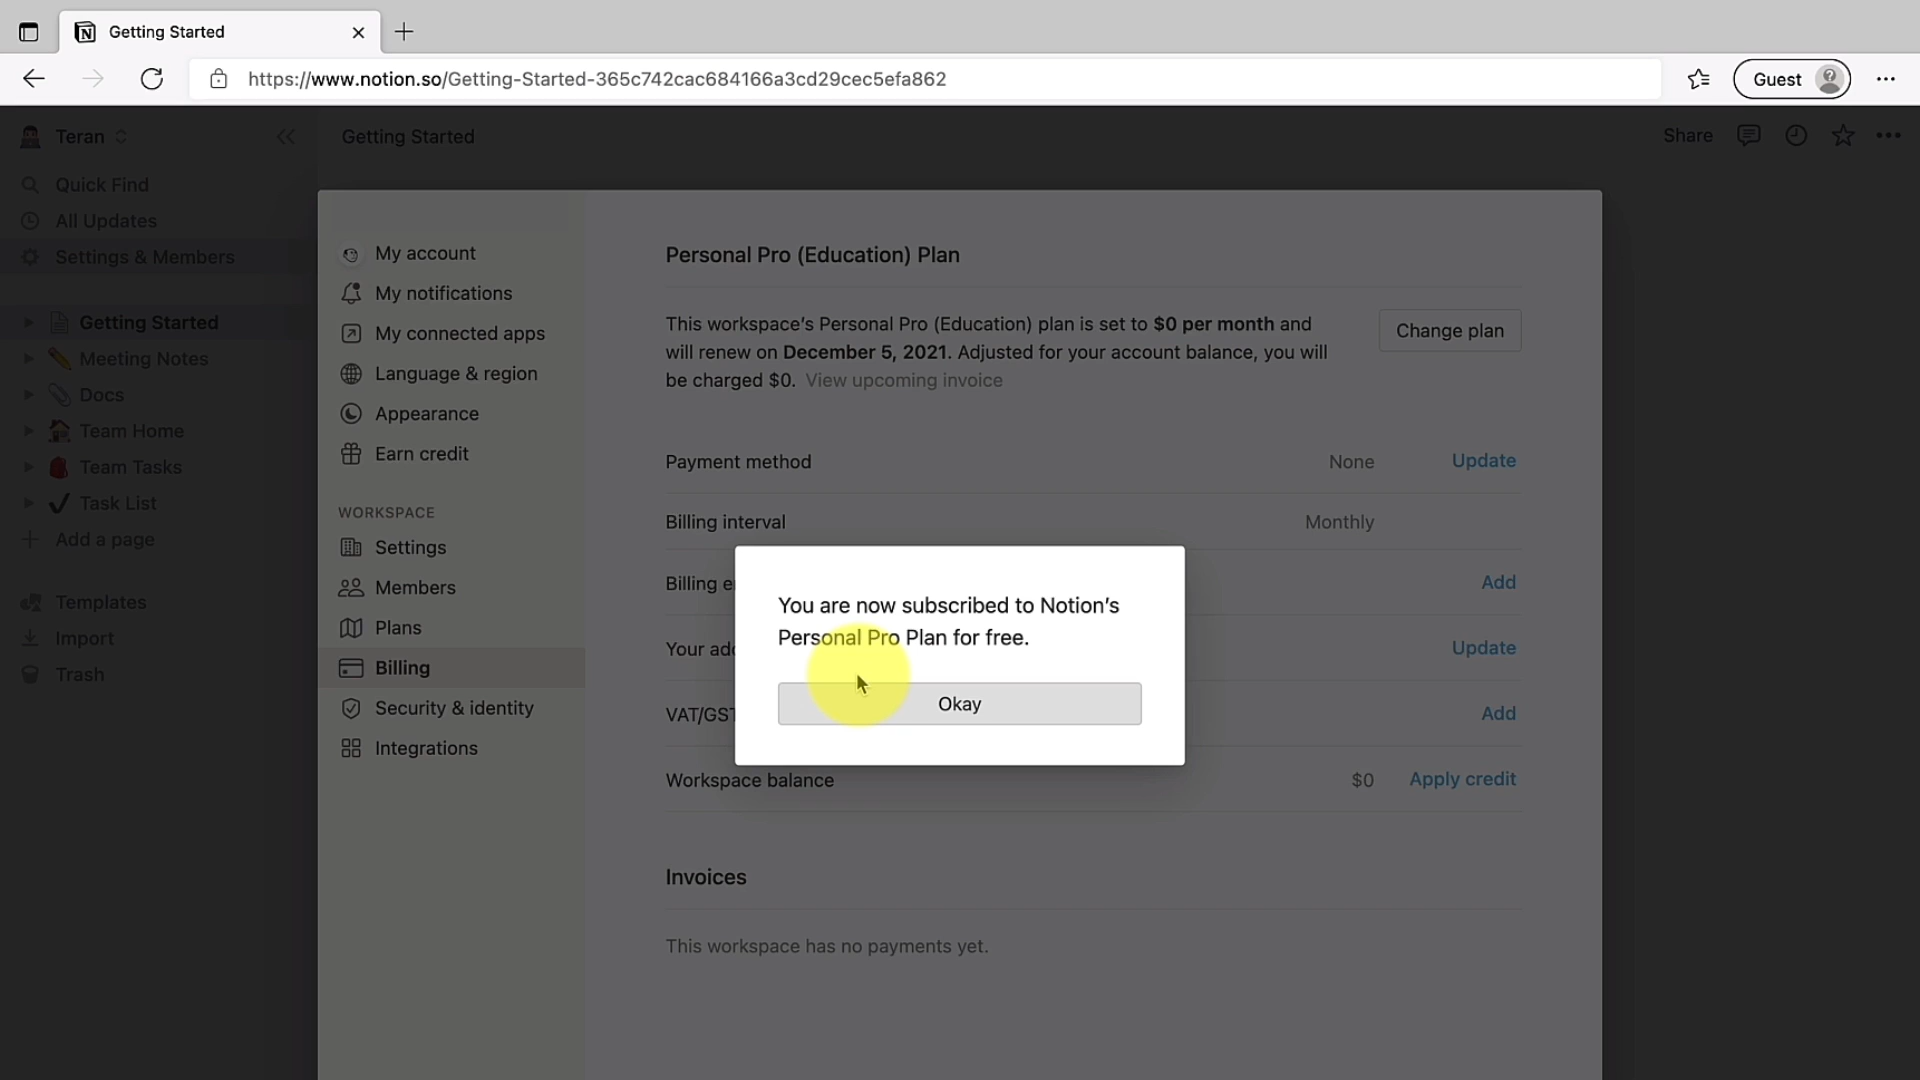 Getting Started
https://www.notion.so/Getting-Started-365c742cac684166a3cd29cec5efa862
Guest
Teran
Getting Started
Share
Quick Find
All Updates
Settings & Members
Getting Started
Meeting Notes
Docs
Team Home
Team Tasks
Task List
Add a page
Templates
Import
Trash
My account
My notifications
My connected apps
Language & region
Appearance
Earn credit
WORKSPACE
Settings
Members
Plans
Billing
Security & identity
Integrations
Personal Pro (Education) Plan
This workspace's Personal Pro (Education) plan is set to $0 per month and
will renew on December 5, 2021. Adjusted for your account balance, you will
be charged $0. View upcoming invoice
Change plan
Payment method None Update
Billing interval Monthly
Billing e Add
Your add Update
VAT/GST Add
Workspace balance $0 Apply credit
Invoices
This workspace has no payments yet.
You are now subscribed to Notion's
Personal Pro Plan for free.
Okay